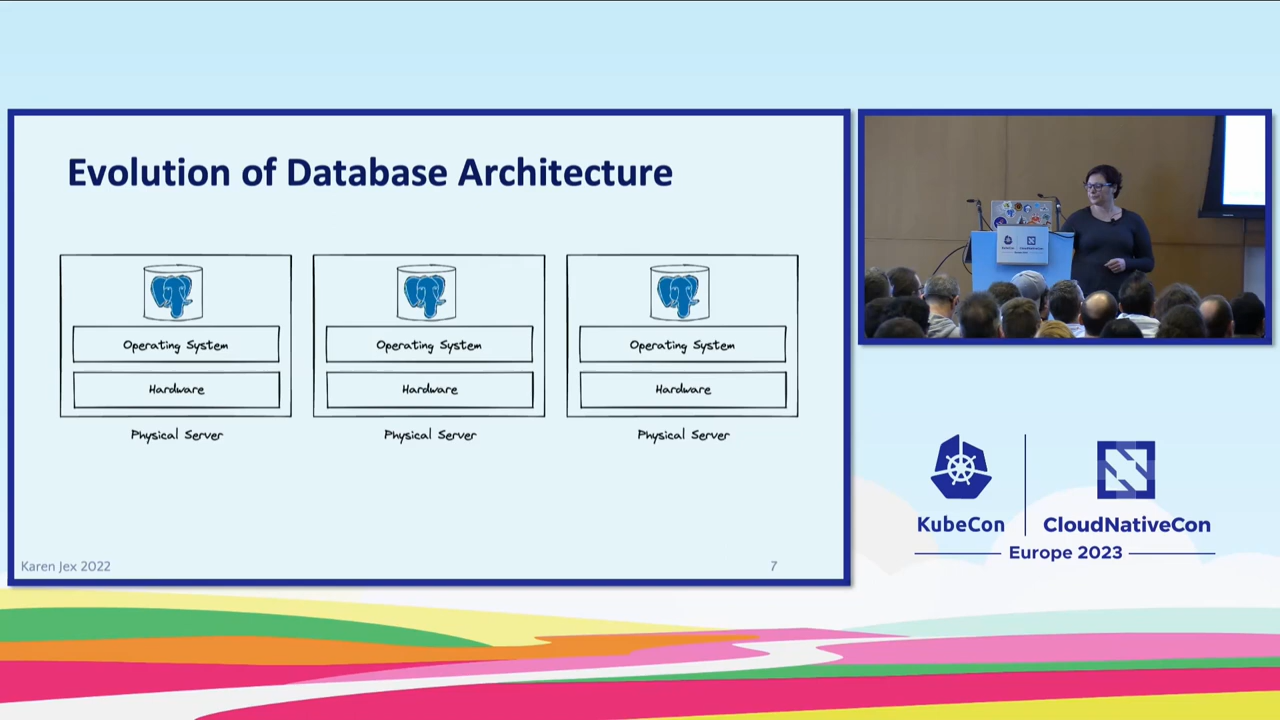 Evolution of Database Architecture
Operating System
Hardware
Physical Server
Operating System
Hardware
Physical Server
Operating System
Hardware
Physical Server
Karen Jex 2022
7
KubeCon
CloudNativeCon
Europe 2023